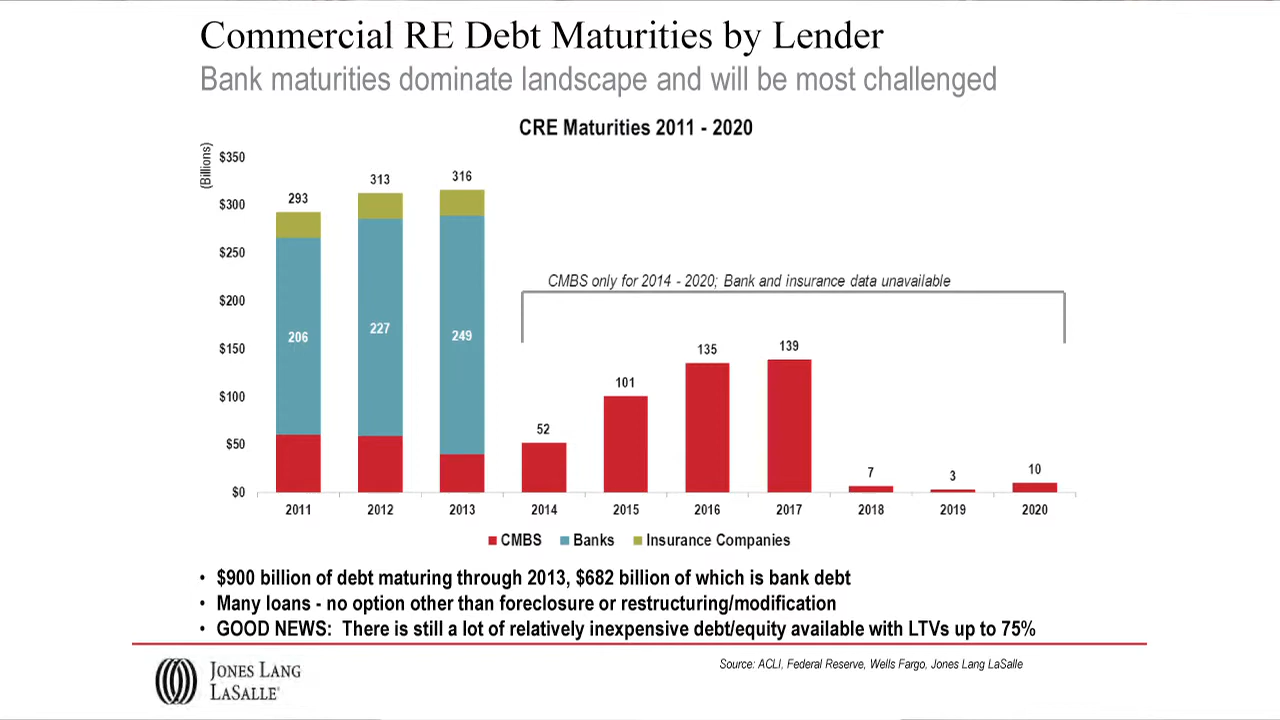 Commercial RE Debt Maturities by Lender
Bank maturities dominate landscape and will be most challenged
CRE Maturities 2011 - 2020
(Billions)
$350
$300
$250
$200
$150
$100
$50
$0
293
313
316
206
227
249
CMBS only for 2014 - 2020; Bank and insurance data unavailable
52
101
135
139
7
3
10
2011 2012 2013 2014 2015 2016 2017 2018 2019 2020
CMBS Banks Insurance Companies
• $900 billion of debt maturing through 2013, $682 billion of which is bank debt
• Many loans - no option other than foreclosure or restructuring/modification
• GOOD NEWS: There is still a lot of relatively inexpensive debt/equity available with LTVs up to 75%
Source: ACLI, Federal Reserve, Wells Fargo, Jones Lang LaSalle
JONES LANG
LASALLE®